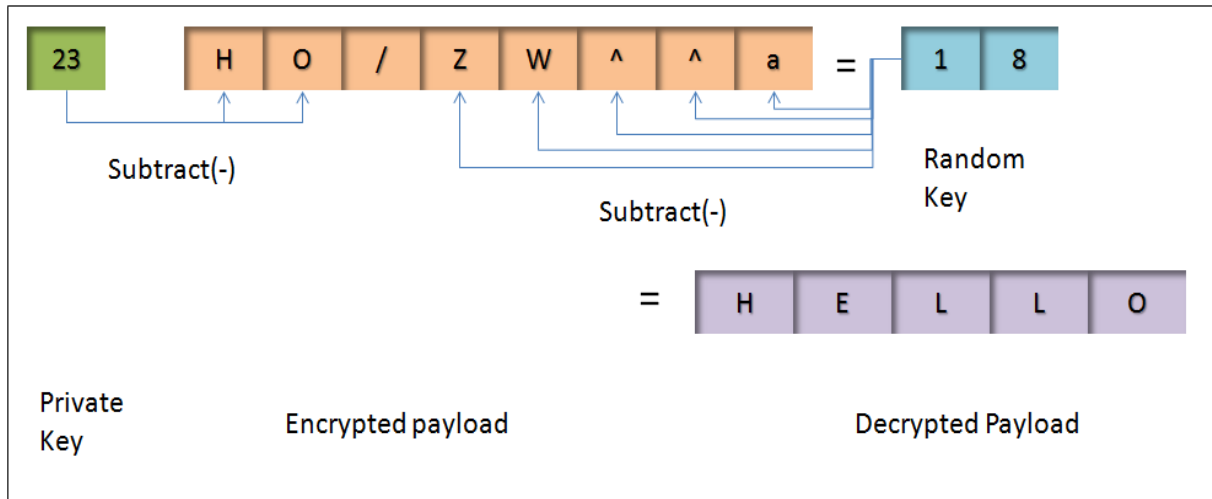 23 H O / Z W ^ ^ a = 1 8
Subtract(-)
Random
Key
Subtract(-)
= H E L L O
Private
Key
Encrypted payload
Decrypted Payload